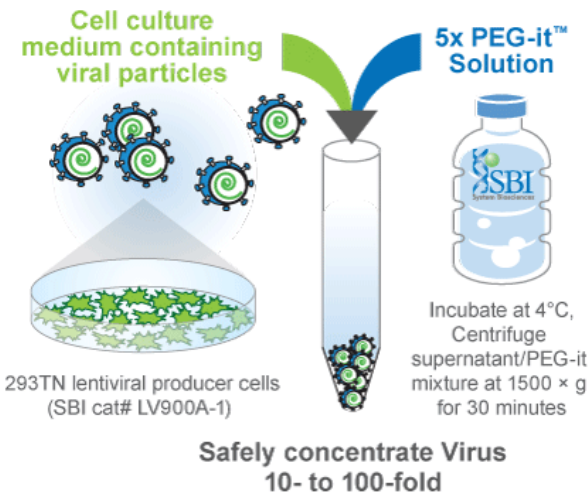 Cell culture
medium containing
viral particles
5x PEG-it™
Solution
SBI
System Biosciences
293TN lentiviral producer cells
(SBI cat# LV900A-1)
Incubate at 4°C,
Centrifuge
supernatant/PEG-it
mixture at 1500 × g
for 30 minutes
Safely concentrate Virus
10- to 100-fold